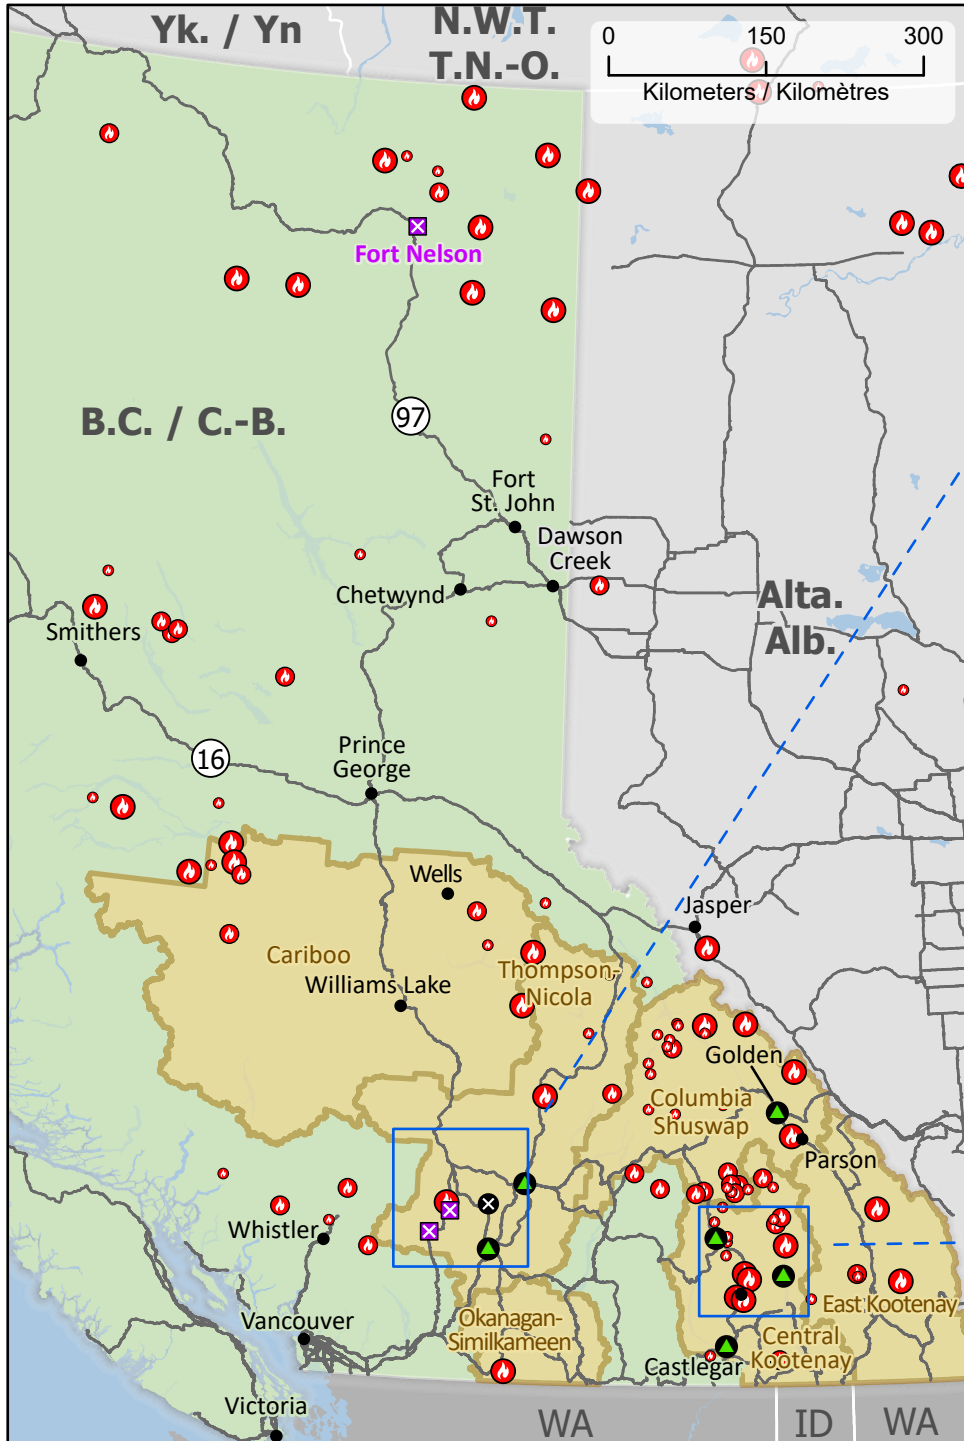 Yk. / Yn
N.W.T.
T.N.-O.
0
150
300
Kilometers / Kilomètres
Fort Nelson
B.C. / C.-B.
97
Fort
St. John
Dawson
Creek
Chetwynd
Alta.
Alb.
Smithers
16
Prince
George
Wells
Jasper
Cariboo
Thompson-
Nicola
Williams Lake
Golden
Columbia
Shuswap
Parson
Whistler
Okanagan-
Similkameen
East Kootenay
Vancouver
Central
Kootenay
Castlegar
Victoria
WA
ID
WA